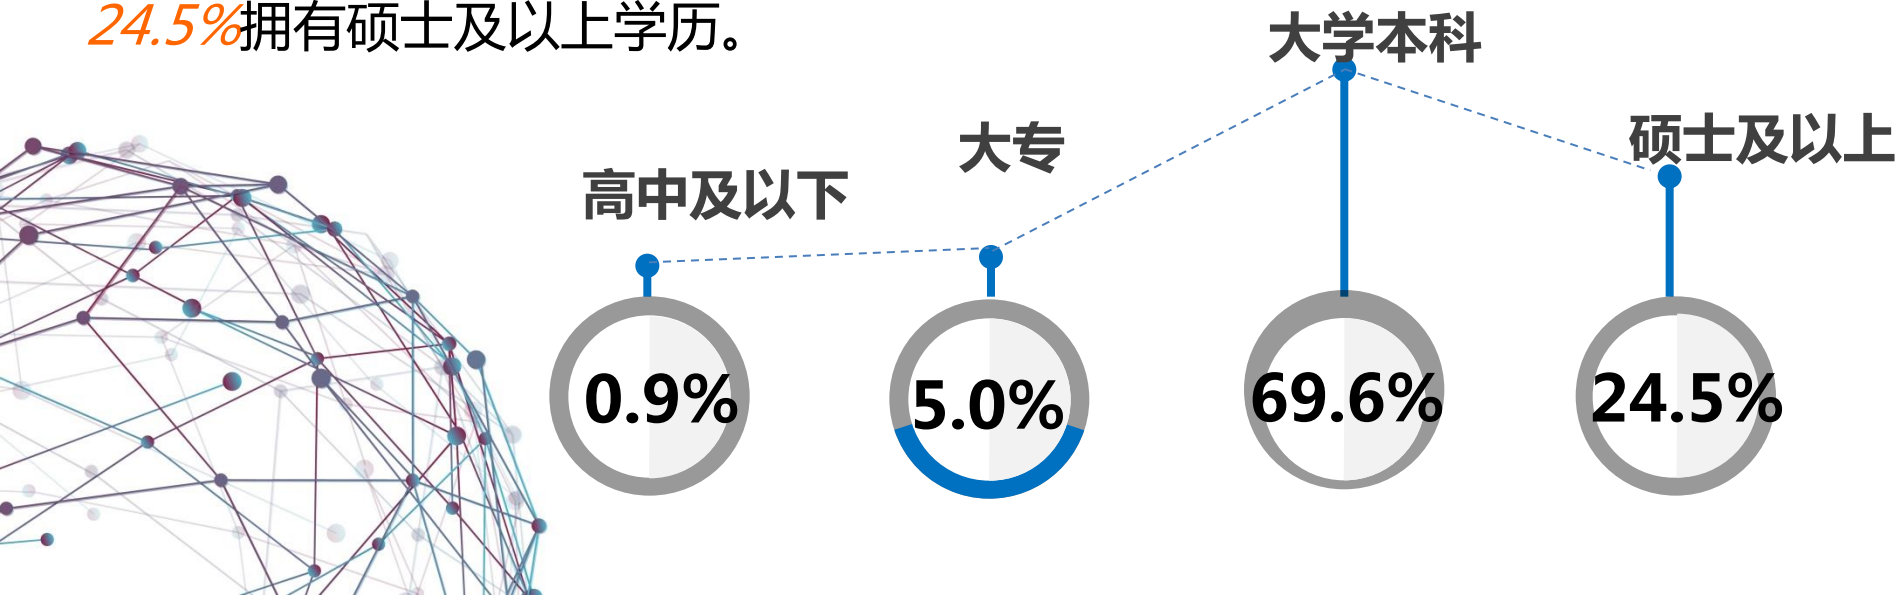 24.5%拥有硕士及以上学历。
大学本科
硕士及以上
大专
高中及以下
0.9%
5.0%
69.6%
24.5%